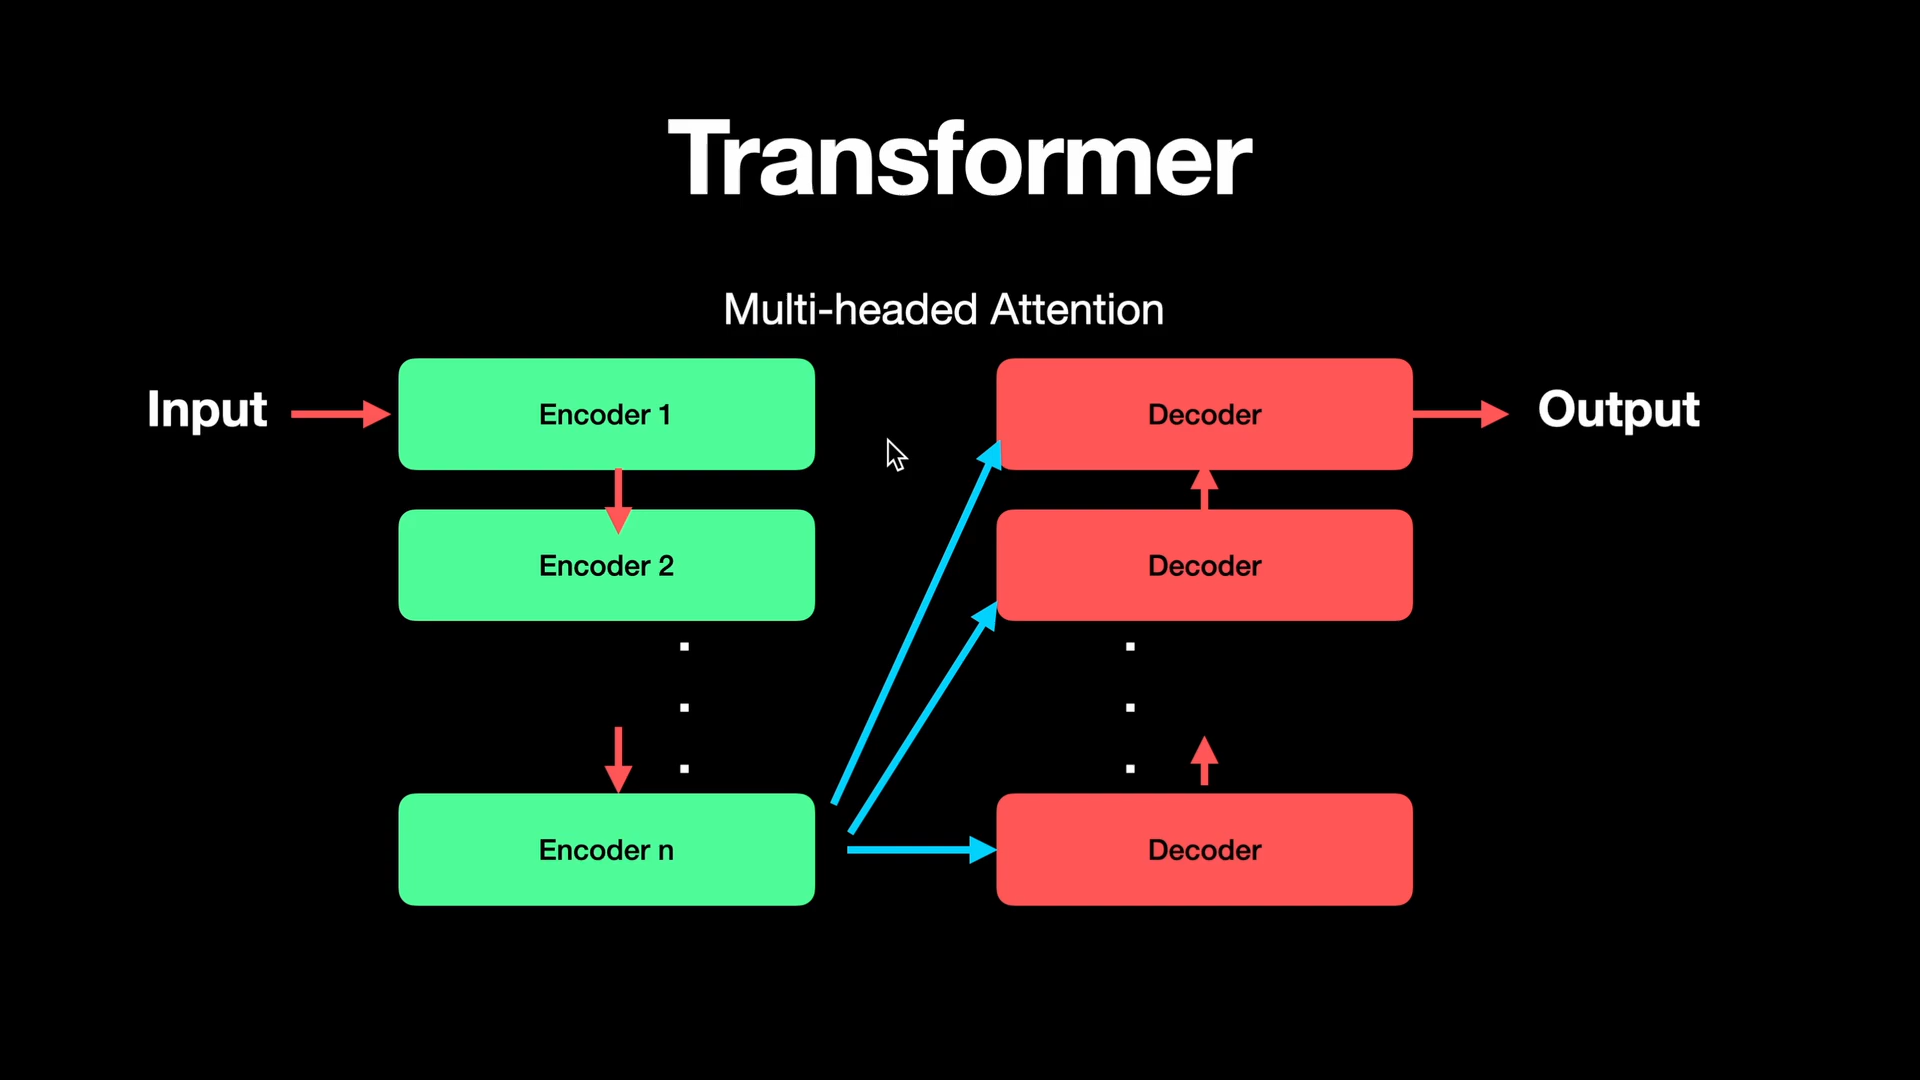 Transformer
Multi-headed Attention
Input
Encoder 1
Decoder
Output
Encoder 2
Decoder
Encoder n
Decoder